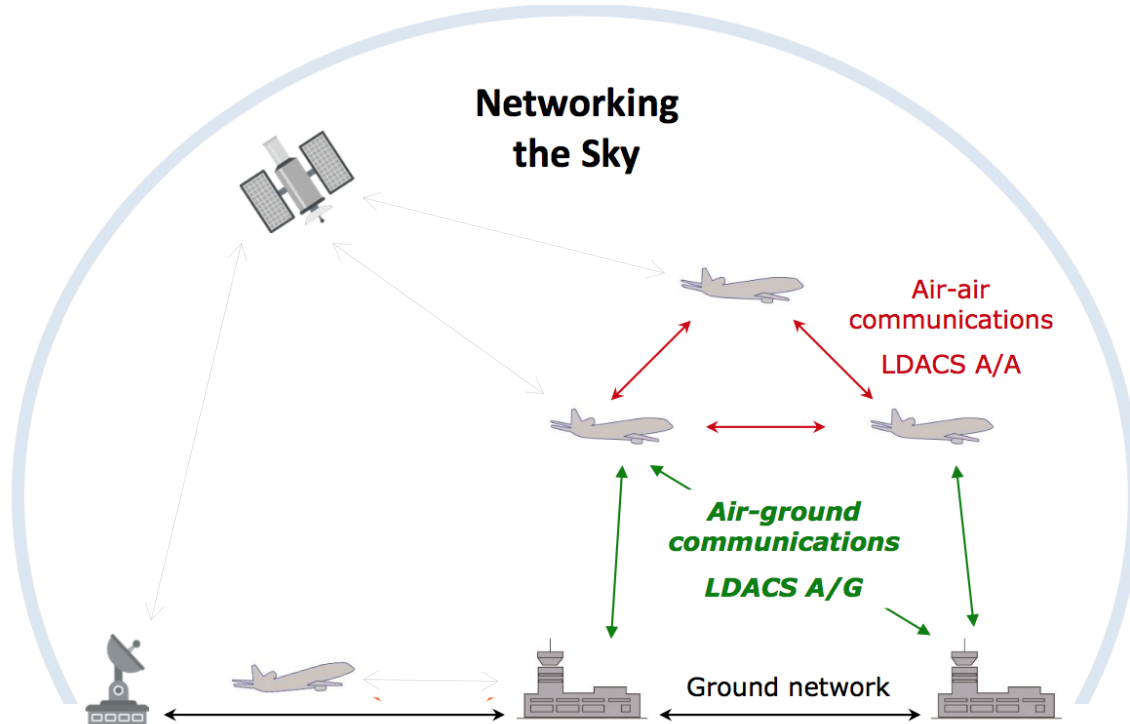 Networking
the Sky
Air-air
communications
LDACS A/A
Air-ground
communications
LDACS A/G
Ground network